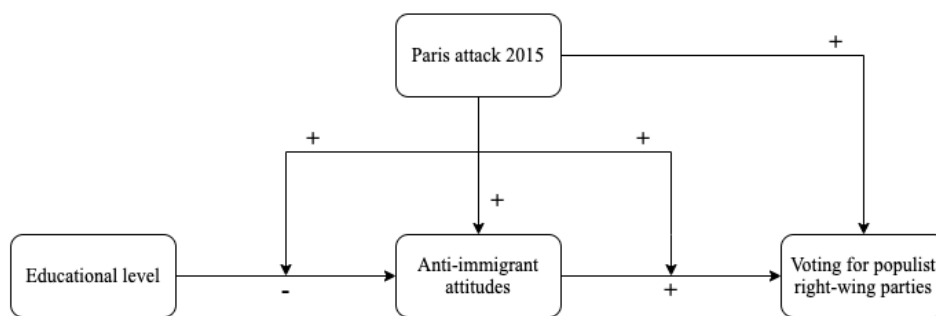 Paris attack 2015
+
+
+
+
Educational level
-
Anti-immigrant
attitudes
+
Voting for populist
right-wing parties